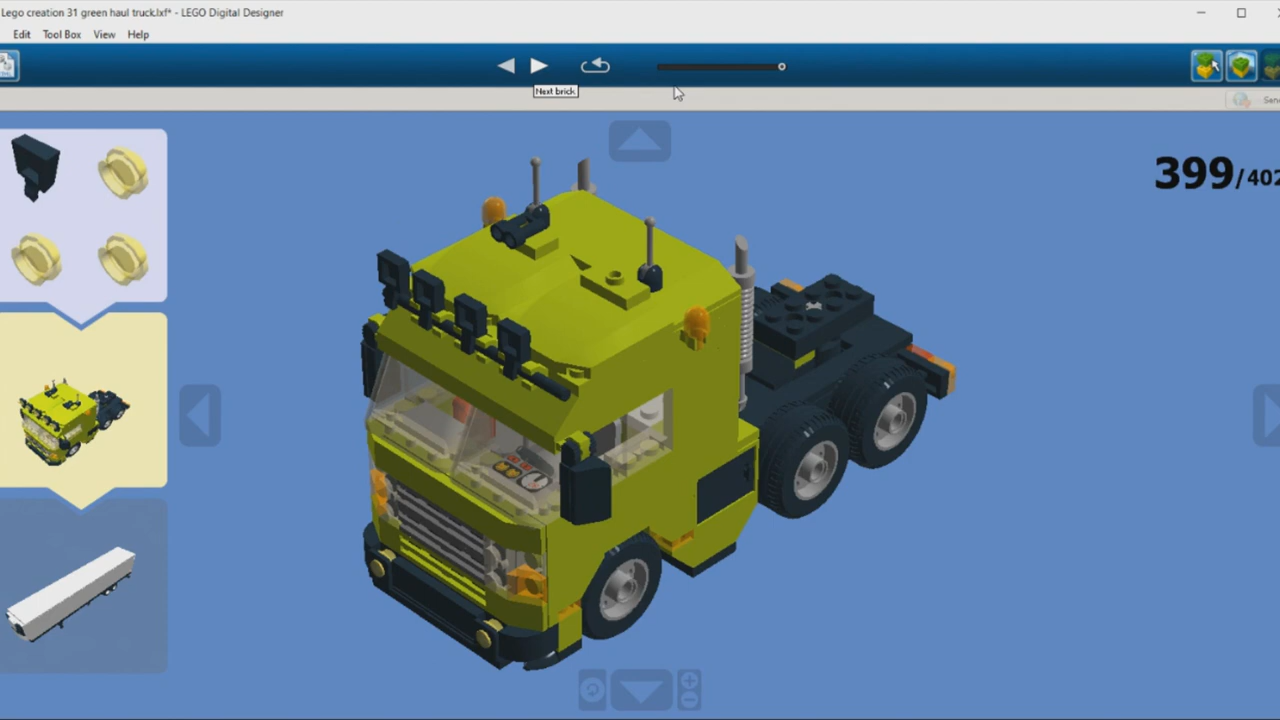 Lego creation 31 green haul truck.lxf* - LEGO Digital Designer
Edit Tool Box View Help
Next brick
399/402